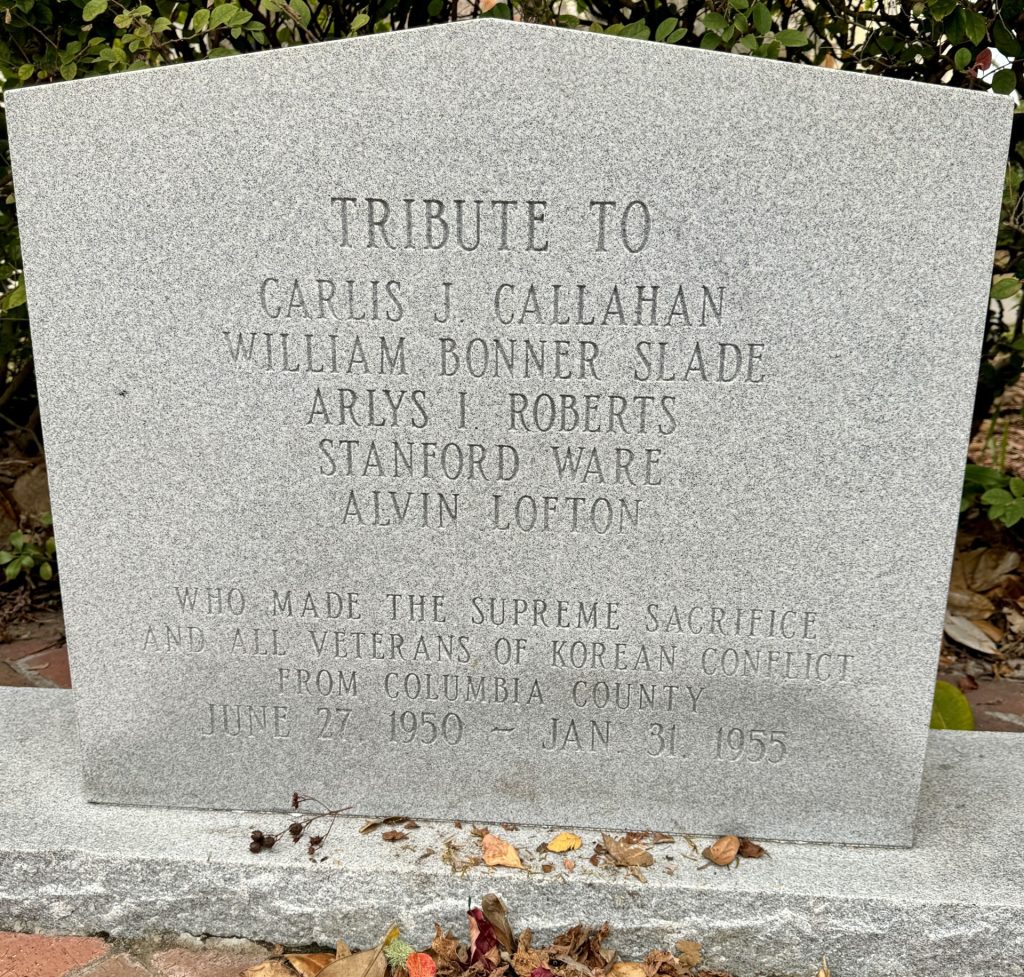 TRIBUTE TO
CARLIS J. CALLAHAN
WILLIAM BONNER SLADE
ARLYS I. ROBERTS
STANFORD WARE
ALVIN LOFTON
WHO MADE THE SUPREME SACRIFICE
AND ALL VETERANS OF KOREAN CONFLICT
FROM COLUMBIA COUNTY
JUNE 27, 1950 – JAN. 31, 1955